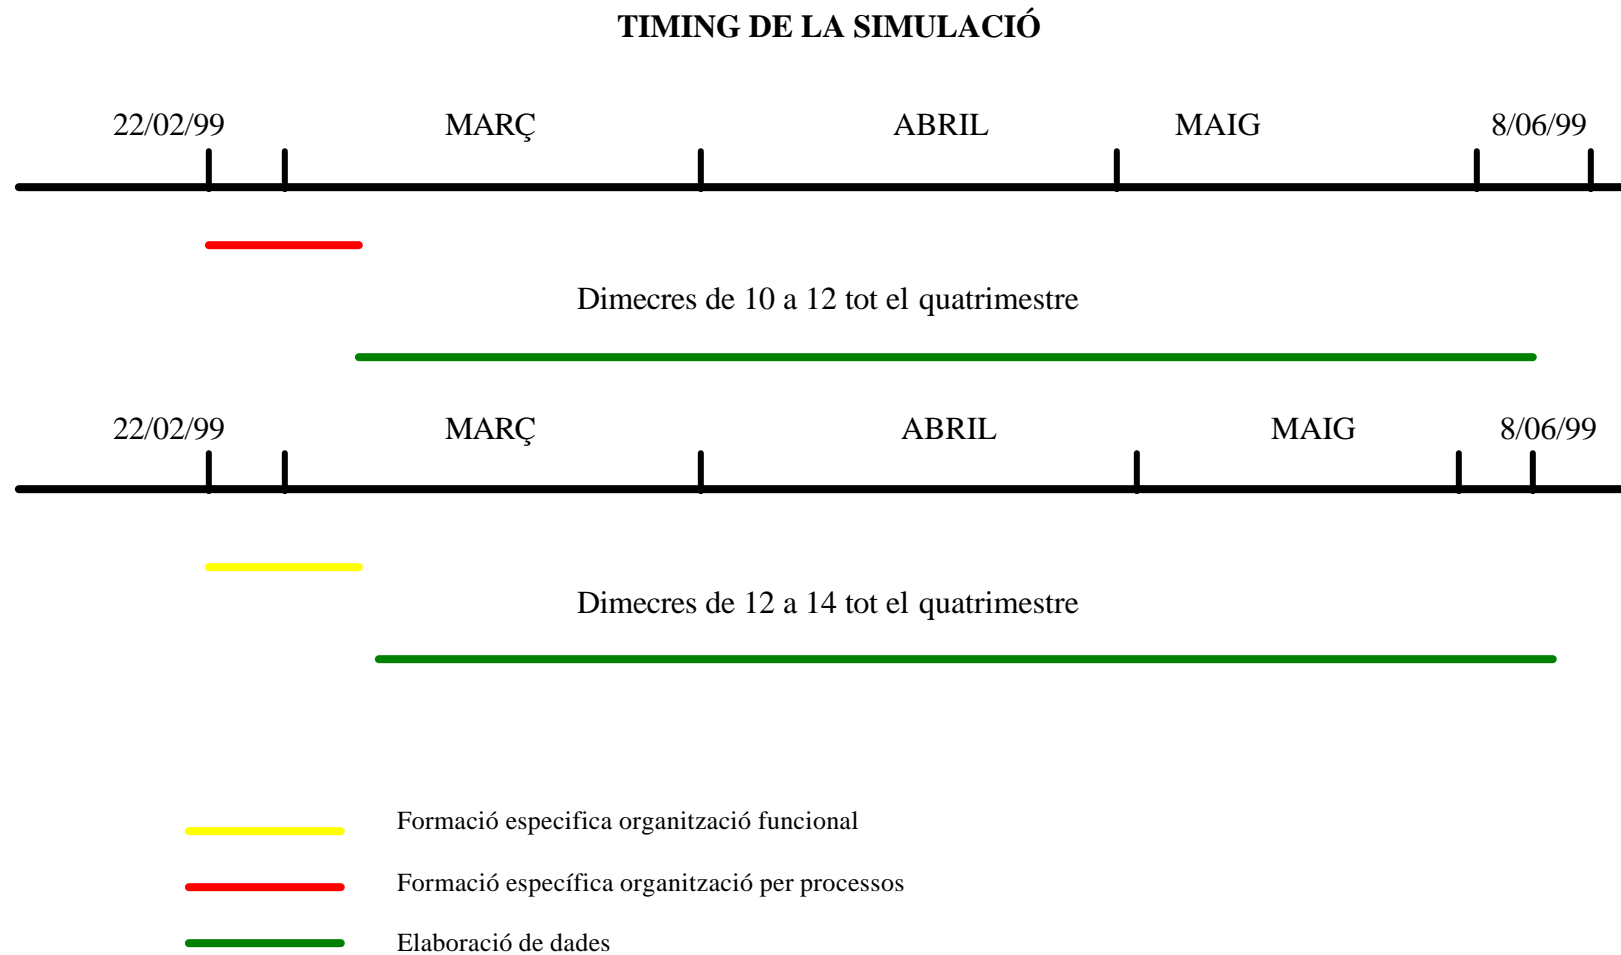 TIMING DE LA SIMULACIÓ
22/02/99 MARÇ ABRIL MAIG 8/06/99
Dimecres de 10 a 12 tot el quatrimestre
22/02/99 MARÇ ABRIL MAIG 8/06/99
Dimecres de 12 a 14 tot el quatrimestre
Formació especifica organització funcional
Formació específica organització per processos
Elaboració de dades